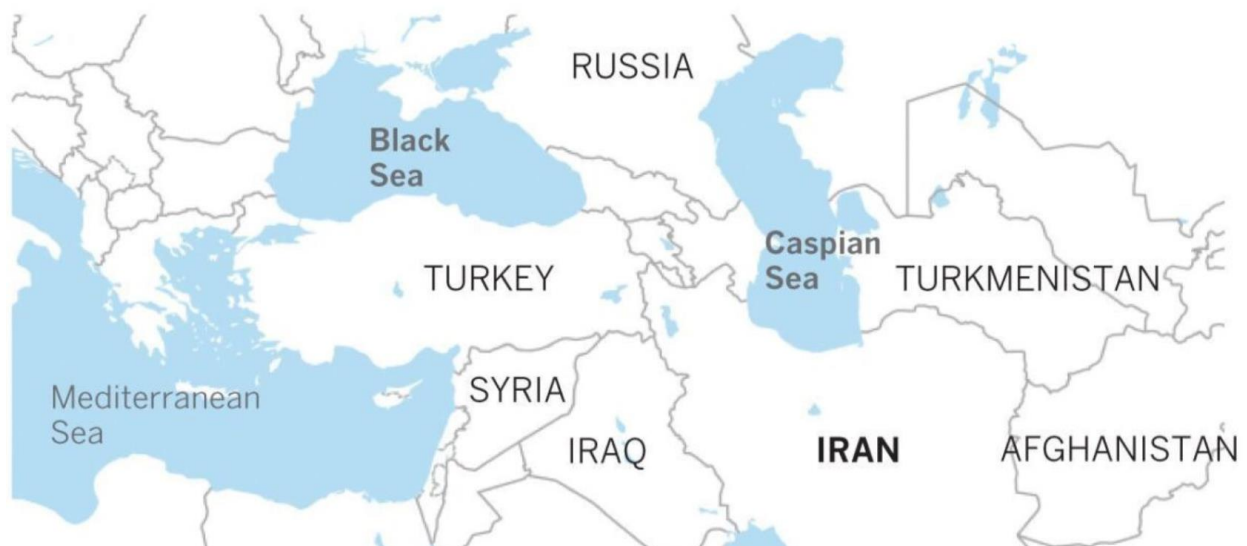 RUSSIA
Black
Sea
Caspian
Sea
TURKEY
TURKMENISTAN
Mediterranean
Sea
SYRIA
IRAQ
IRAN
AFGHANISTAN